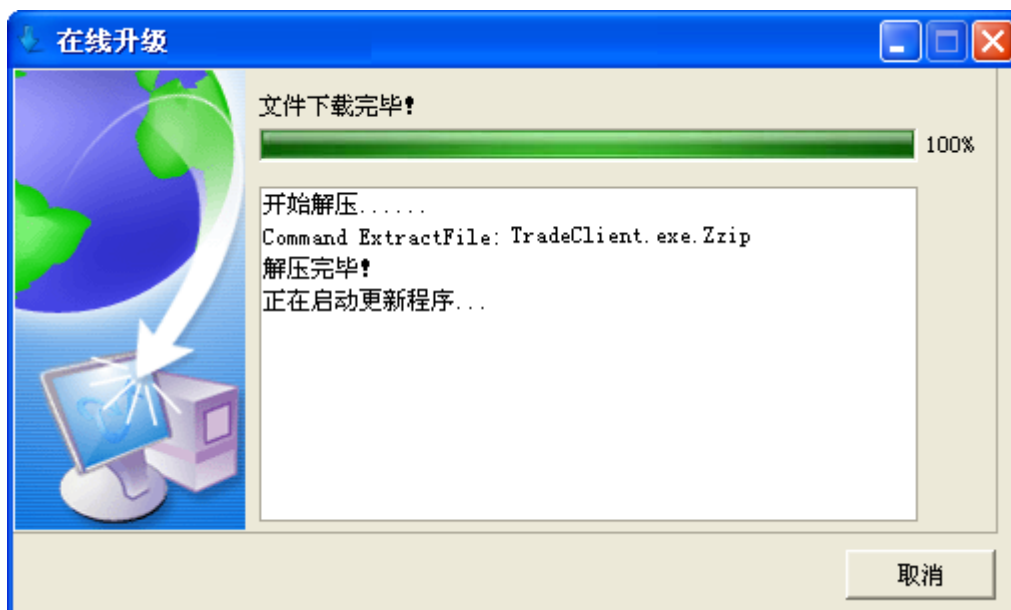 在线升级
文件下载完毕!
100%
开始解压......
Command ExtractFile: TradeClient.exe.Zzip
解压完毕!
正在启动更新程序...
取消